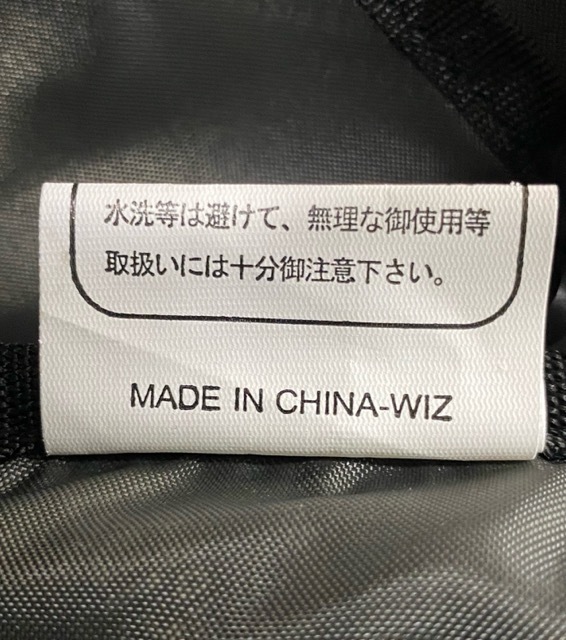 水洗等は避けて、無理な御使用等
取扱いには十分御注意下さい。
MADE IN CHINA-WIZ